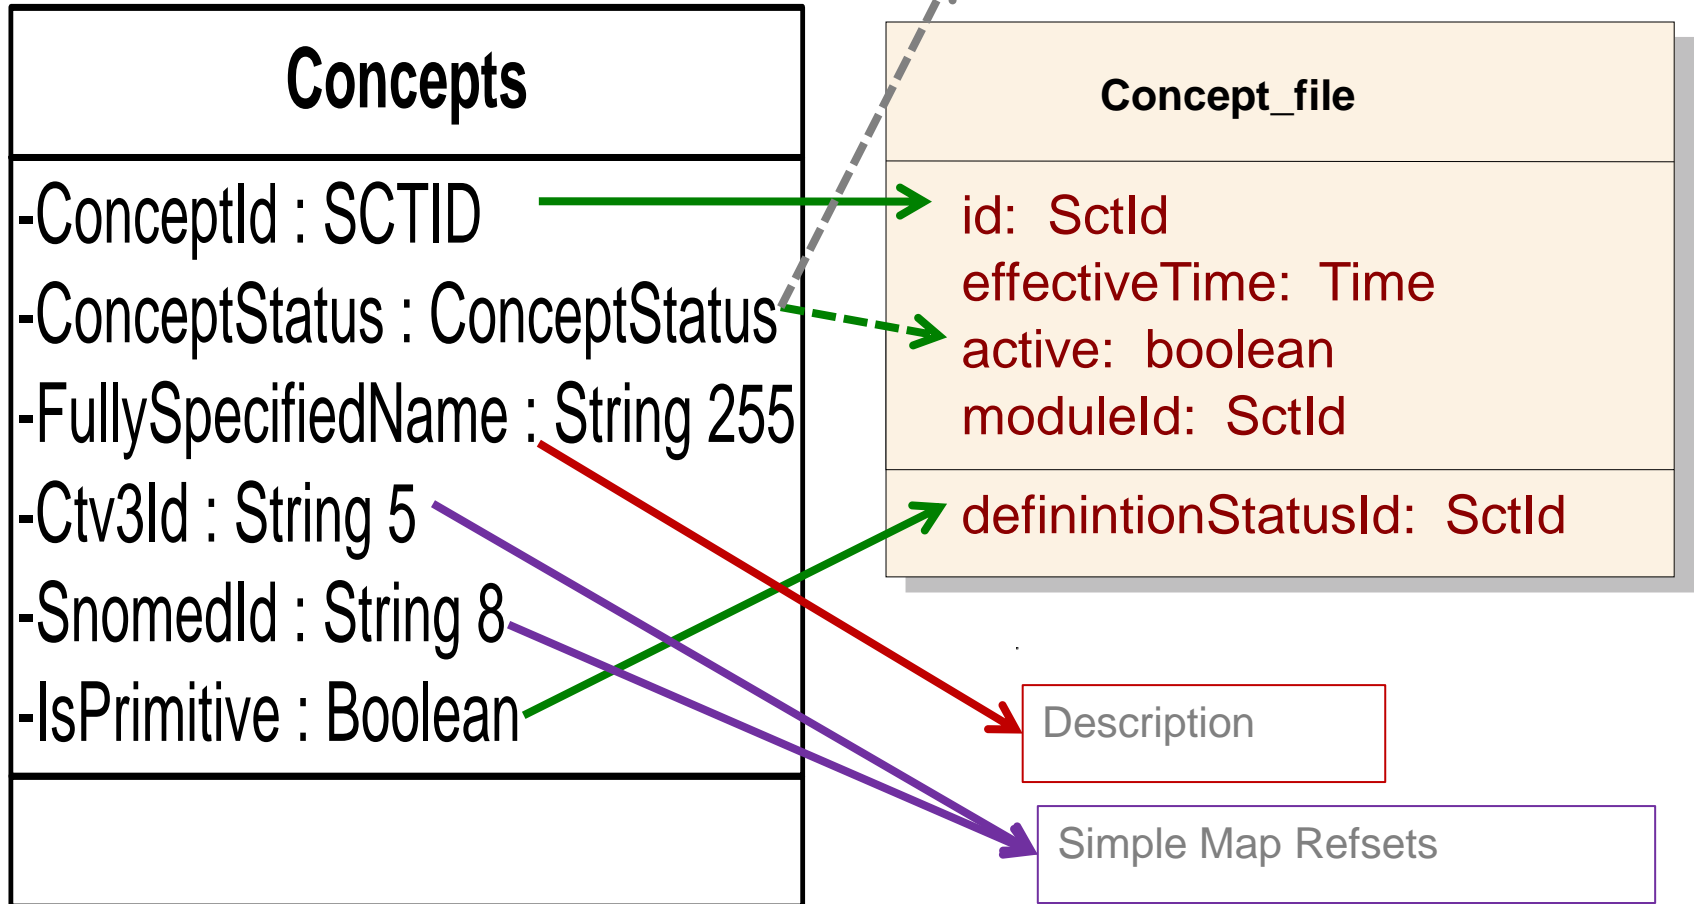 Concepts
-ConceptId : SCTID
-ConceptStatus : ConceptStatus
-FullySpecifiedName : String 255
-Ctv3Id : String 5
-SnomedId : String 8
-IsPrimitive : Boolean
Concept_file
id: SctId
effectiveTime: Time
active: boolean
moduleId: SctId
definintionStatusId: SctId
Description
Simple Map Refsets